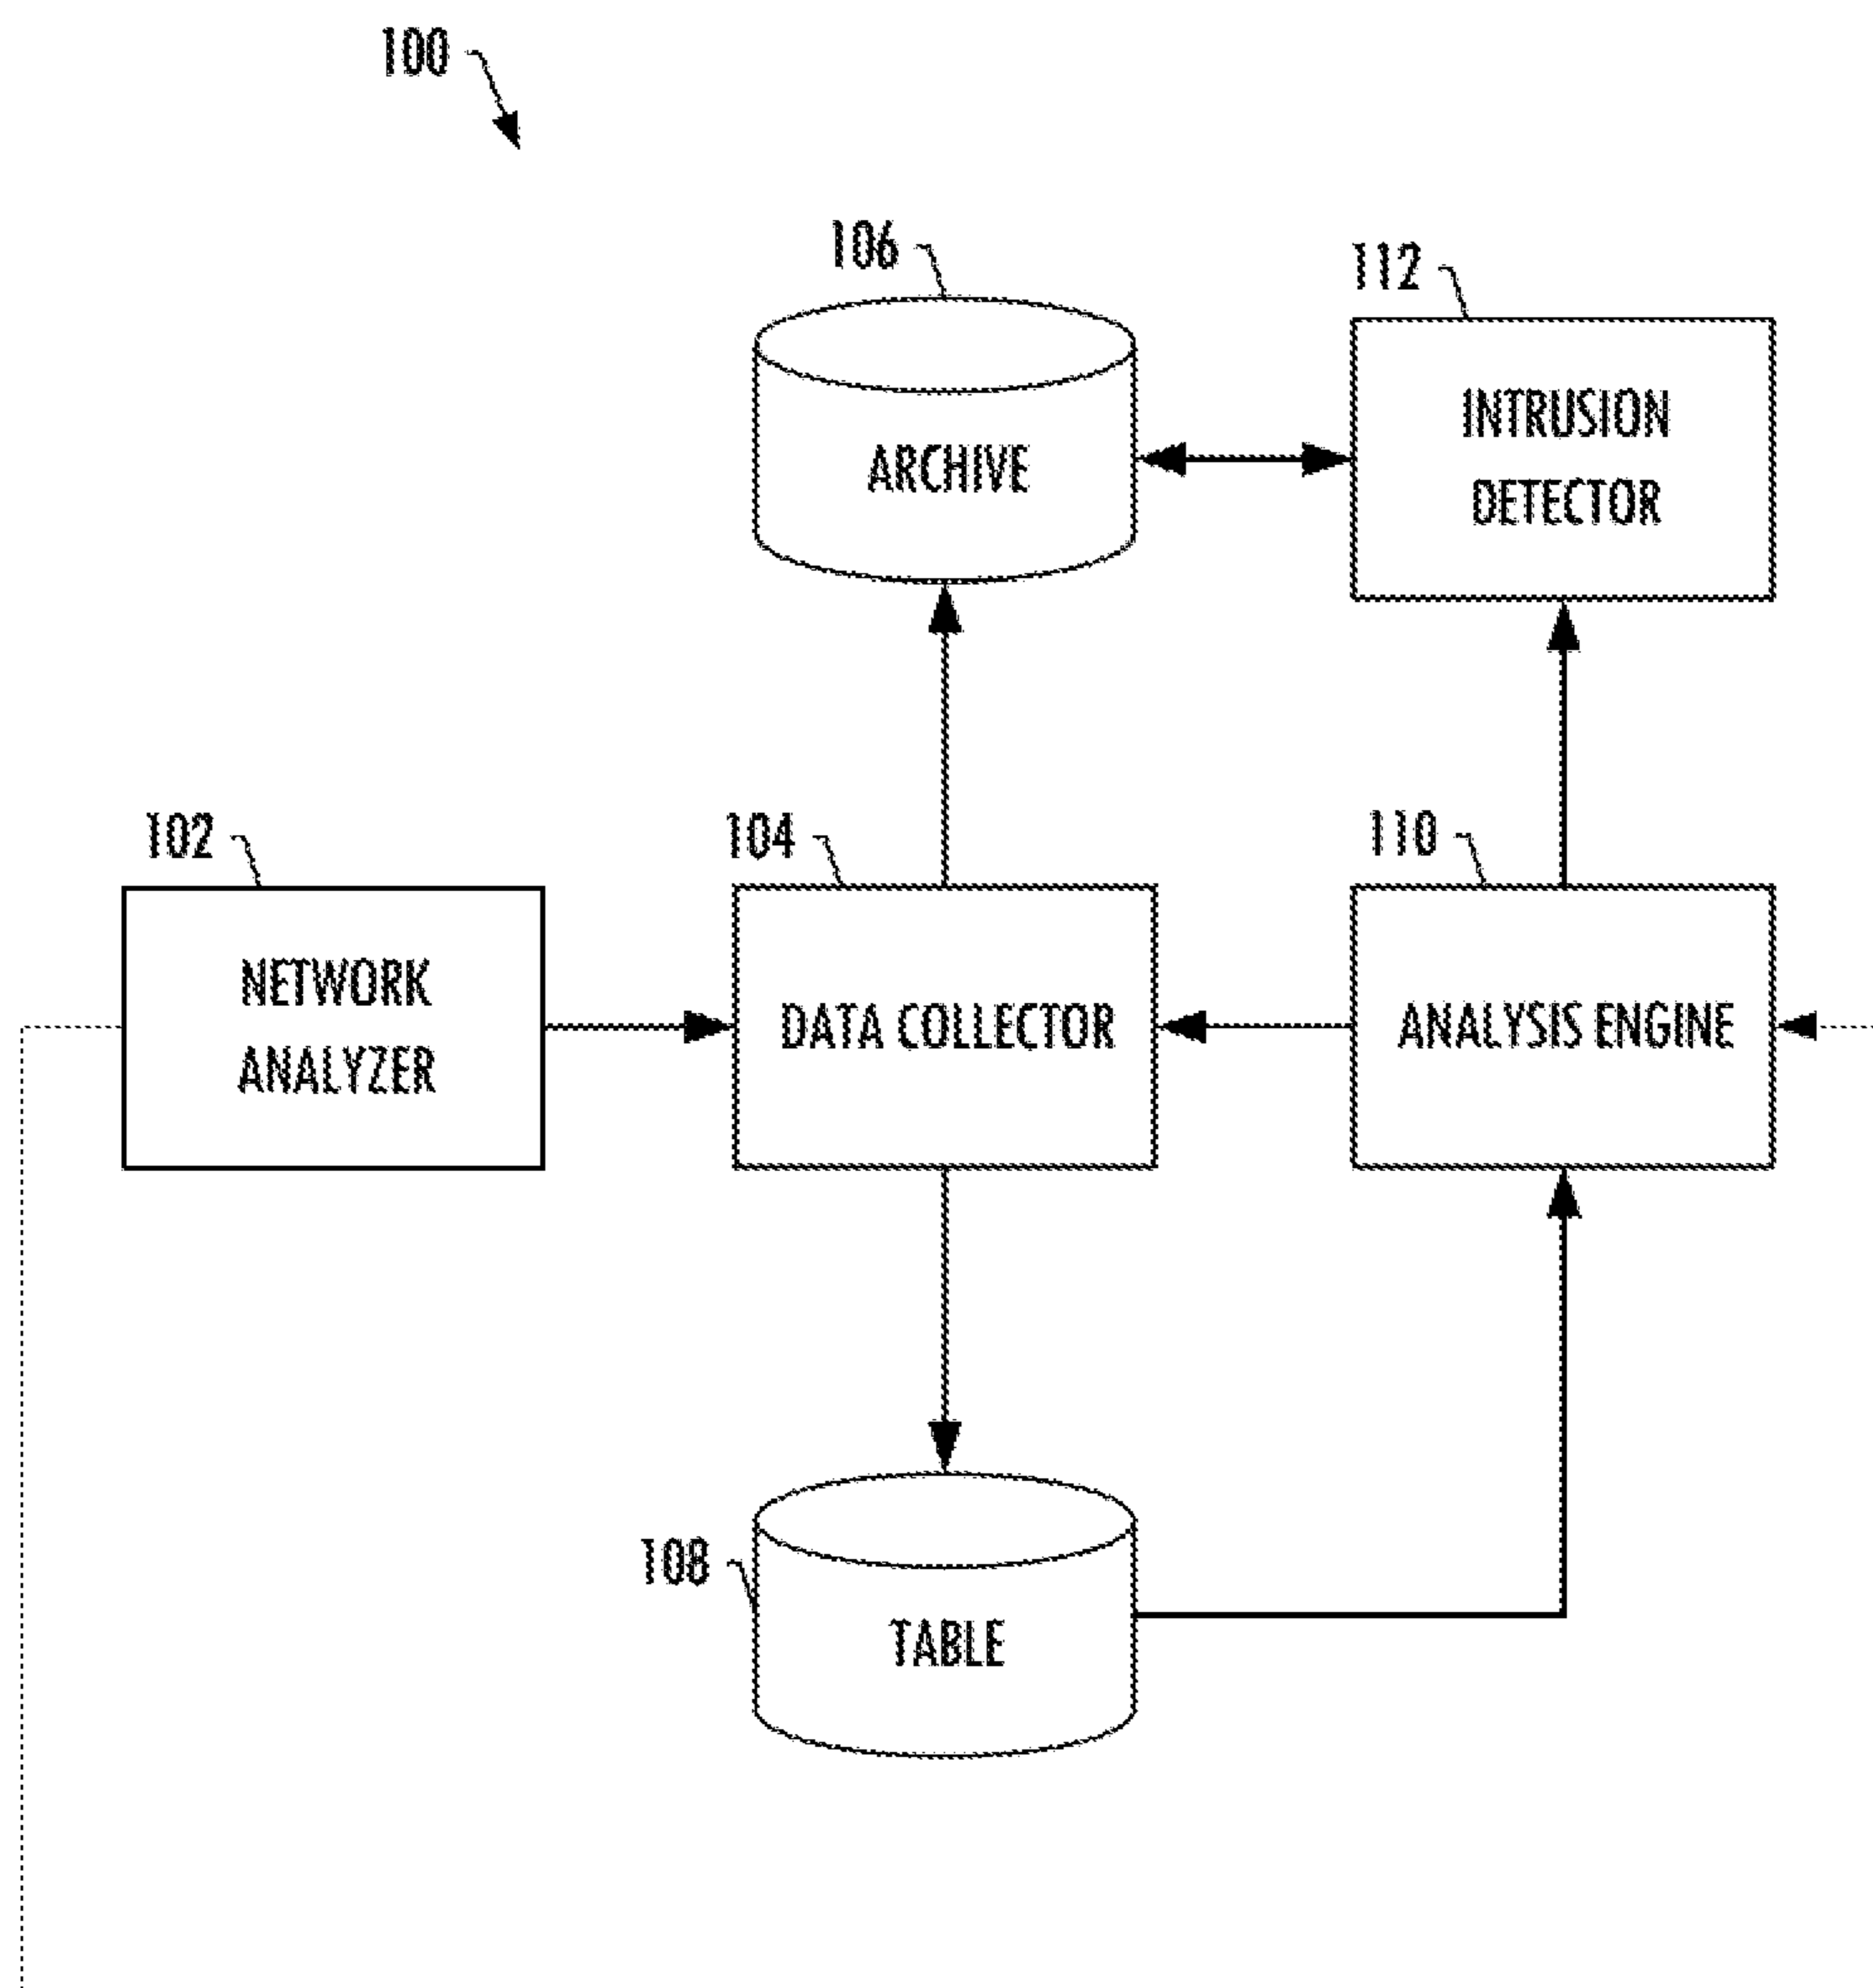 100
106
112
ARCHIVE
INTRUSION
DETECTOR
102
104
110
NETWORK
ANALYZER
DATA COLLECTOR
ANALYSIS ENGINE
108
TABLE